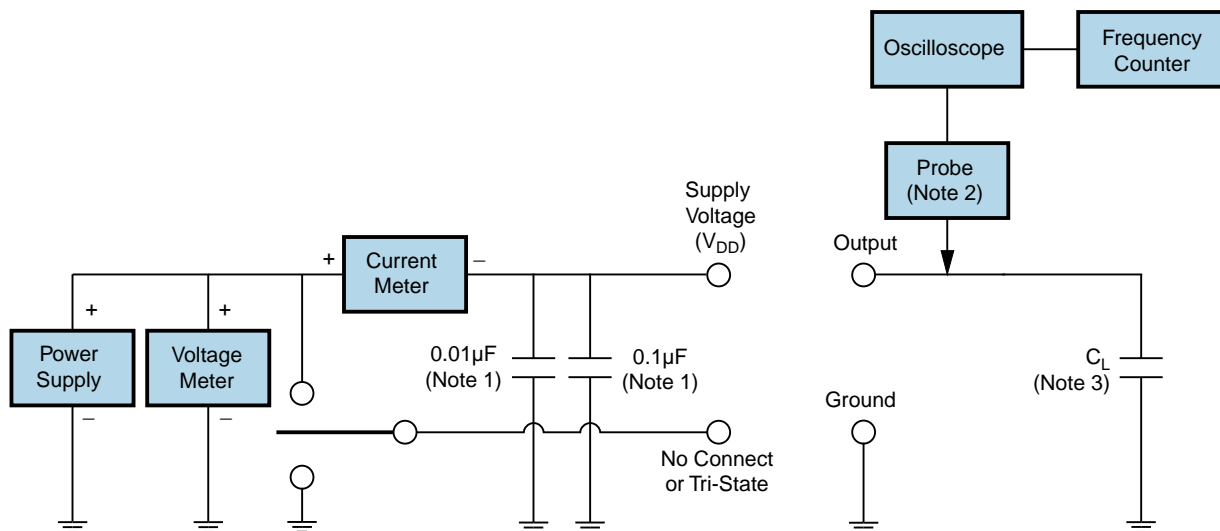 Oscilloscope
Frequency
Counter
Probe
(Note 2)
Supply
Voltage
(VDD)
Output
+
Current
Meter
–
+
Power
Supply
–
+
Voltage
Meter
–
0.01µF
(Note 1)
0.1µF
(Note 1)
CL
(Note 3)
Ground
No Connect
or Tri-State